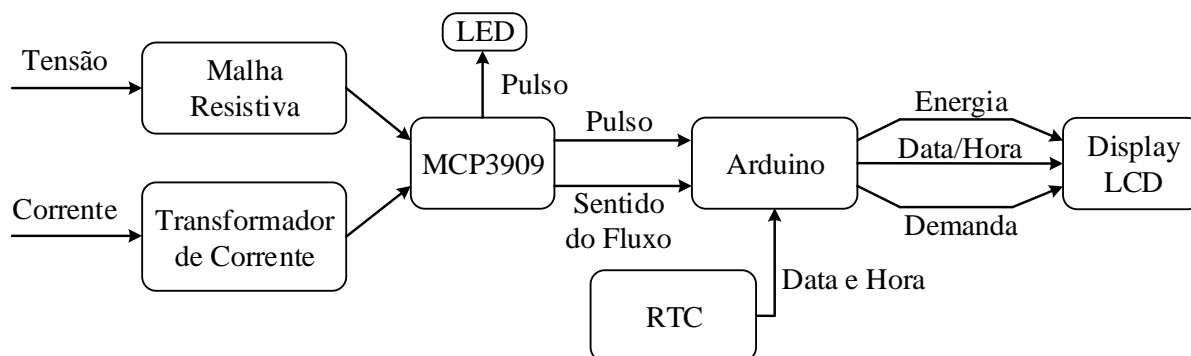 LED
Tensão
Malha
Resistiva
Pulso
MCP3909
Pulso
Sentido
do Fluxo
Arduino
Energia
Data/Hora
Demanda
Display
LCD
Corrente
Transformador
de Corrente
Data e Hora
RTC